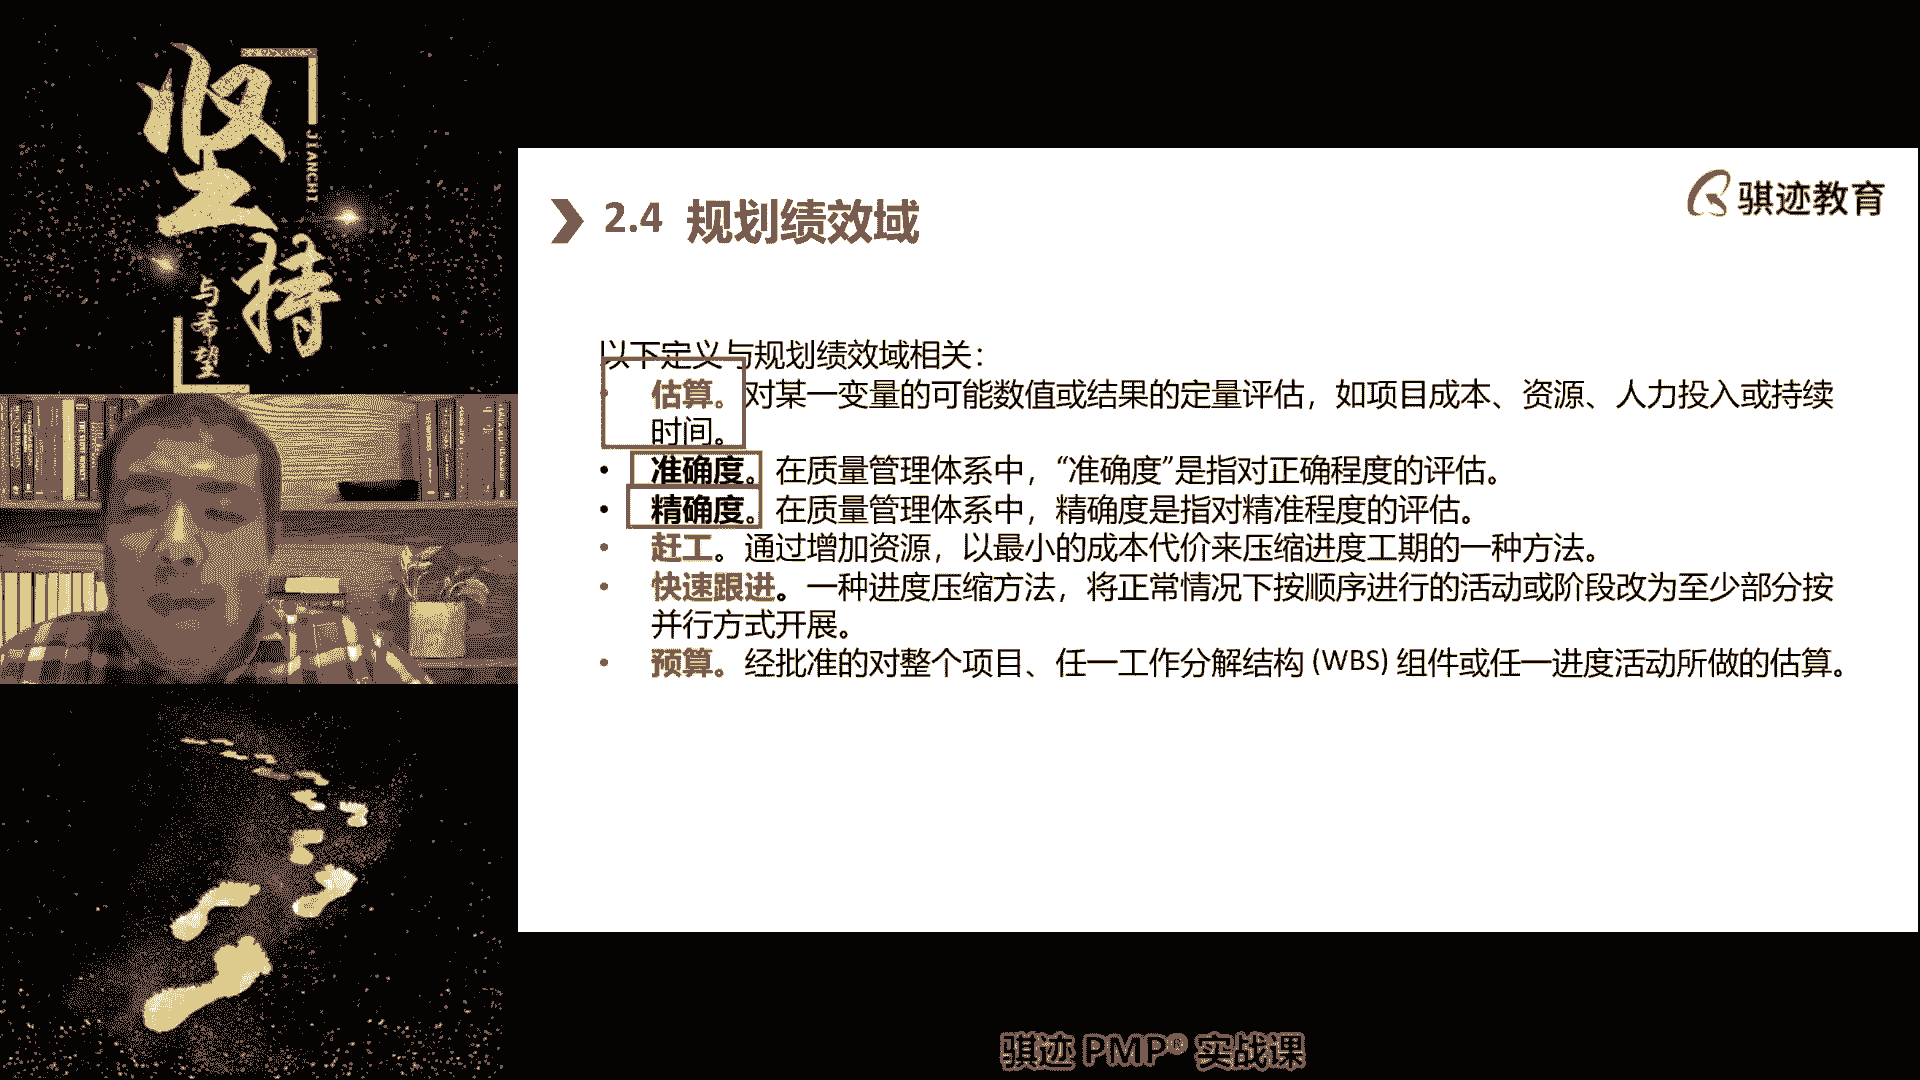 坚持
JIANCHI
与希望
骐迹教育
2.4 规划绩效域
以下定义与规划绩效域相关：
• 估算。对某一变量的可能数值或结果的定量评估，如项目成本、资源、人力投入或持续
时间。
• 准确度。在质量管理体系中，“准确度”是指对正确程度的评估。
• 精确度。在质量管理体系中，精确度是指对精准程度的评估。
• 赶工。通过增加资源，以最小的成本代价来压缩进度工期的一种方法。
• 快速跟进。一种进度压缩方法，将正常情况下按顺序进行的活动或阶段改为至少部分按
并行方式开展。
• 预算。经批准的对整个项目、任一工作分解结构 (WBS) 组件或任一进度活动所做的估算。
骐迹 PMP® 实战课